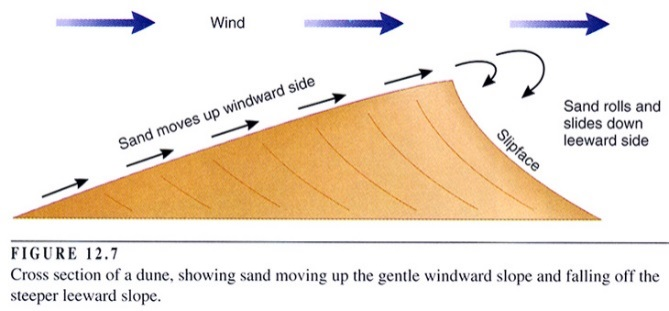 Wind
Sand moves up windward side
Slipface
Sand rolls and
slides down
leeward side
FIGURE 12.7
Cross section of a dune, showing sand moving up the gentle windward slope and falling off the
steeper leeward slope.